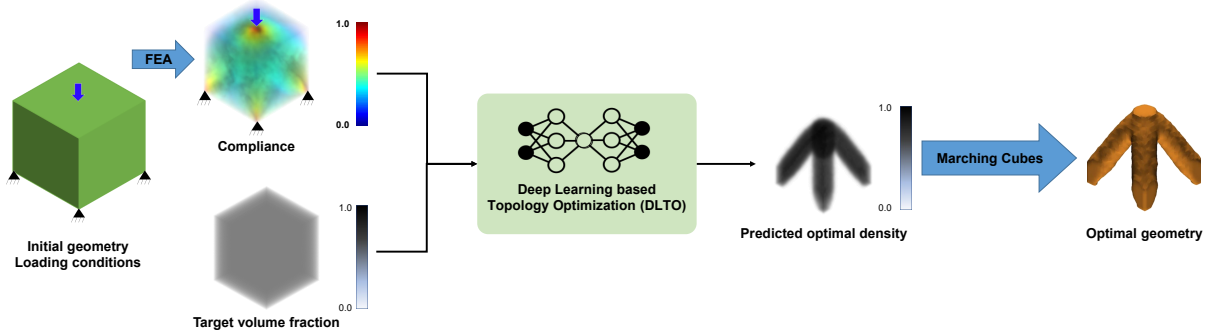 FEA
1.0
0.0
Compliance
Initial geometry
Loading conditions
1.0
0.0
Target volume fraction
Deep Learning based
Topology Optimization (DLTO)
1.0
0.0
Predicted optimal density
Marching Cubes
Optimal geometry